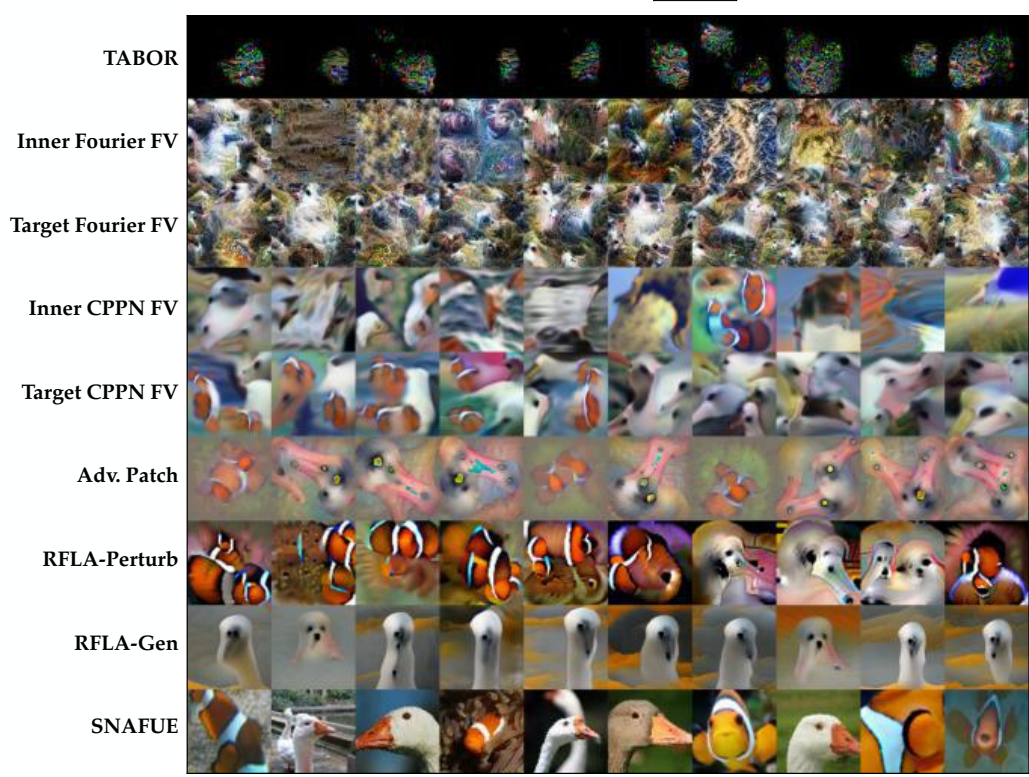 TABOR
Inner Fourier FV
Target Fourier FV
Inner CPPN FV
Target CPPN FV
Adv. Patch
RFLA-Perturb
RFLA-Gen
SNAFUE